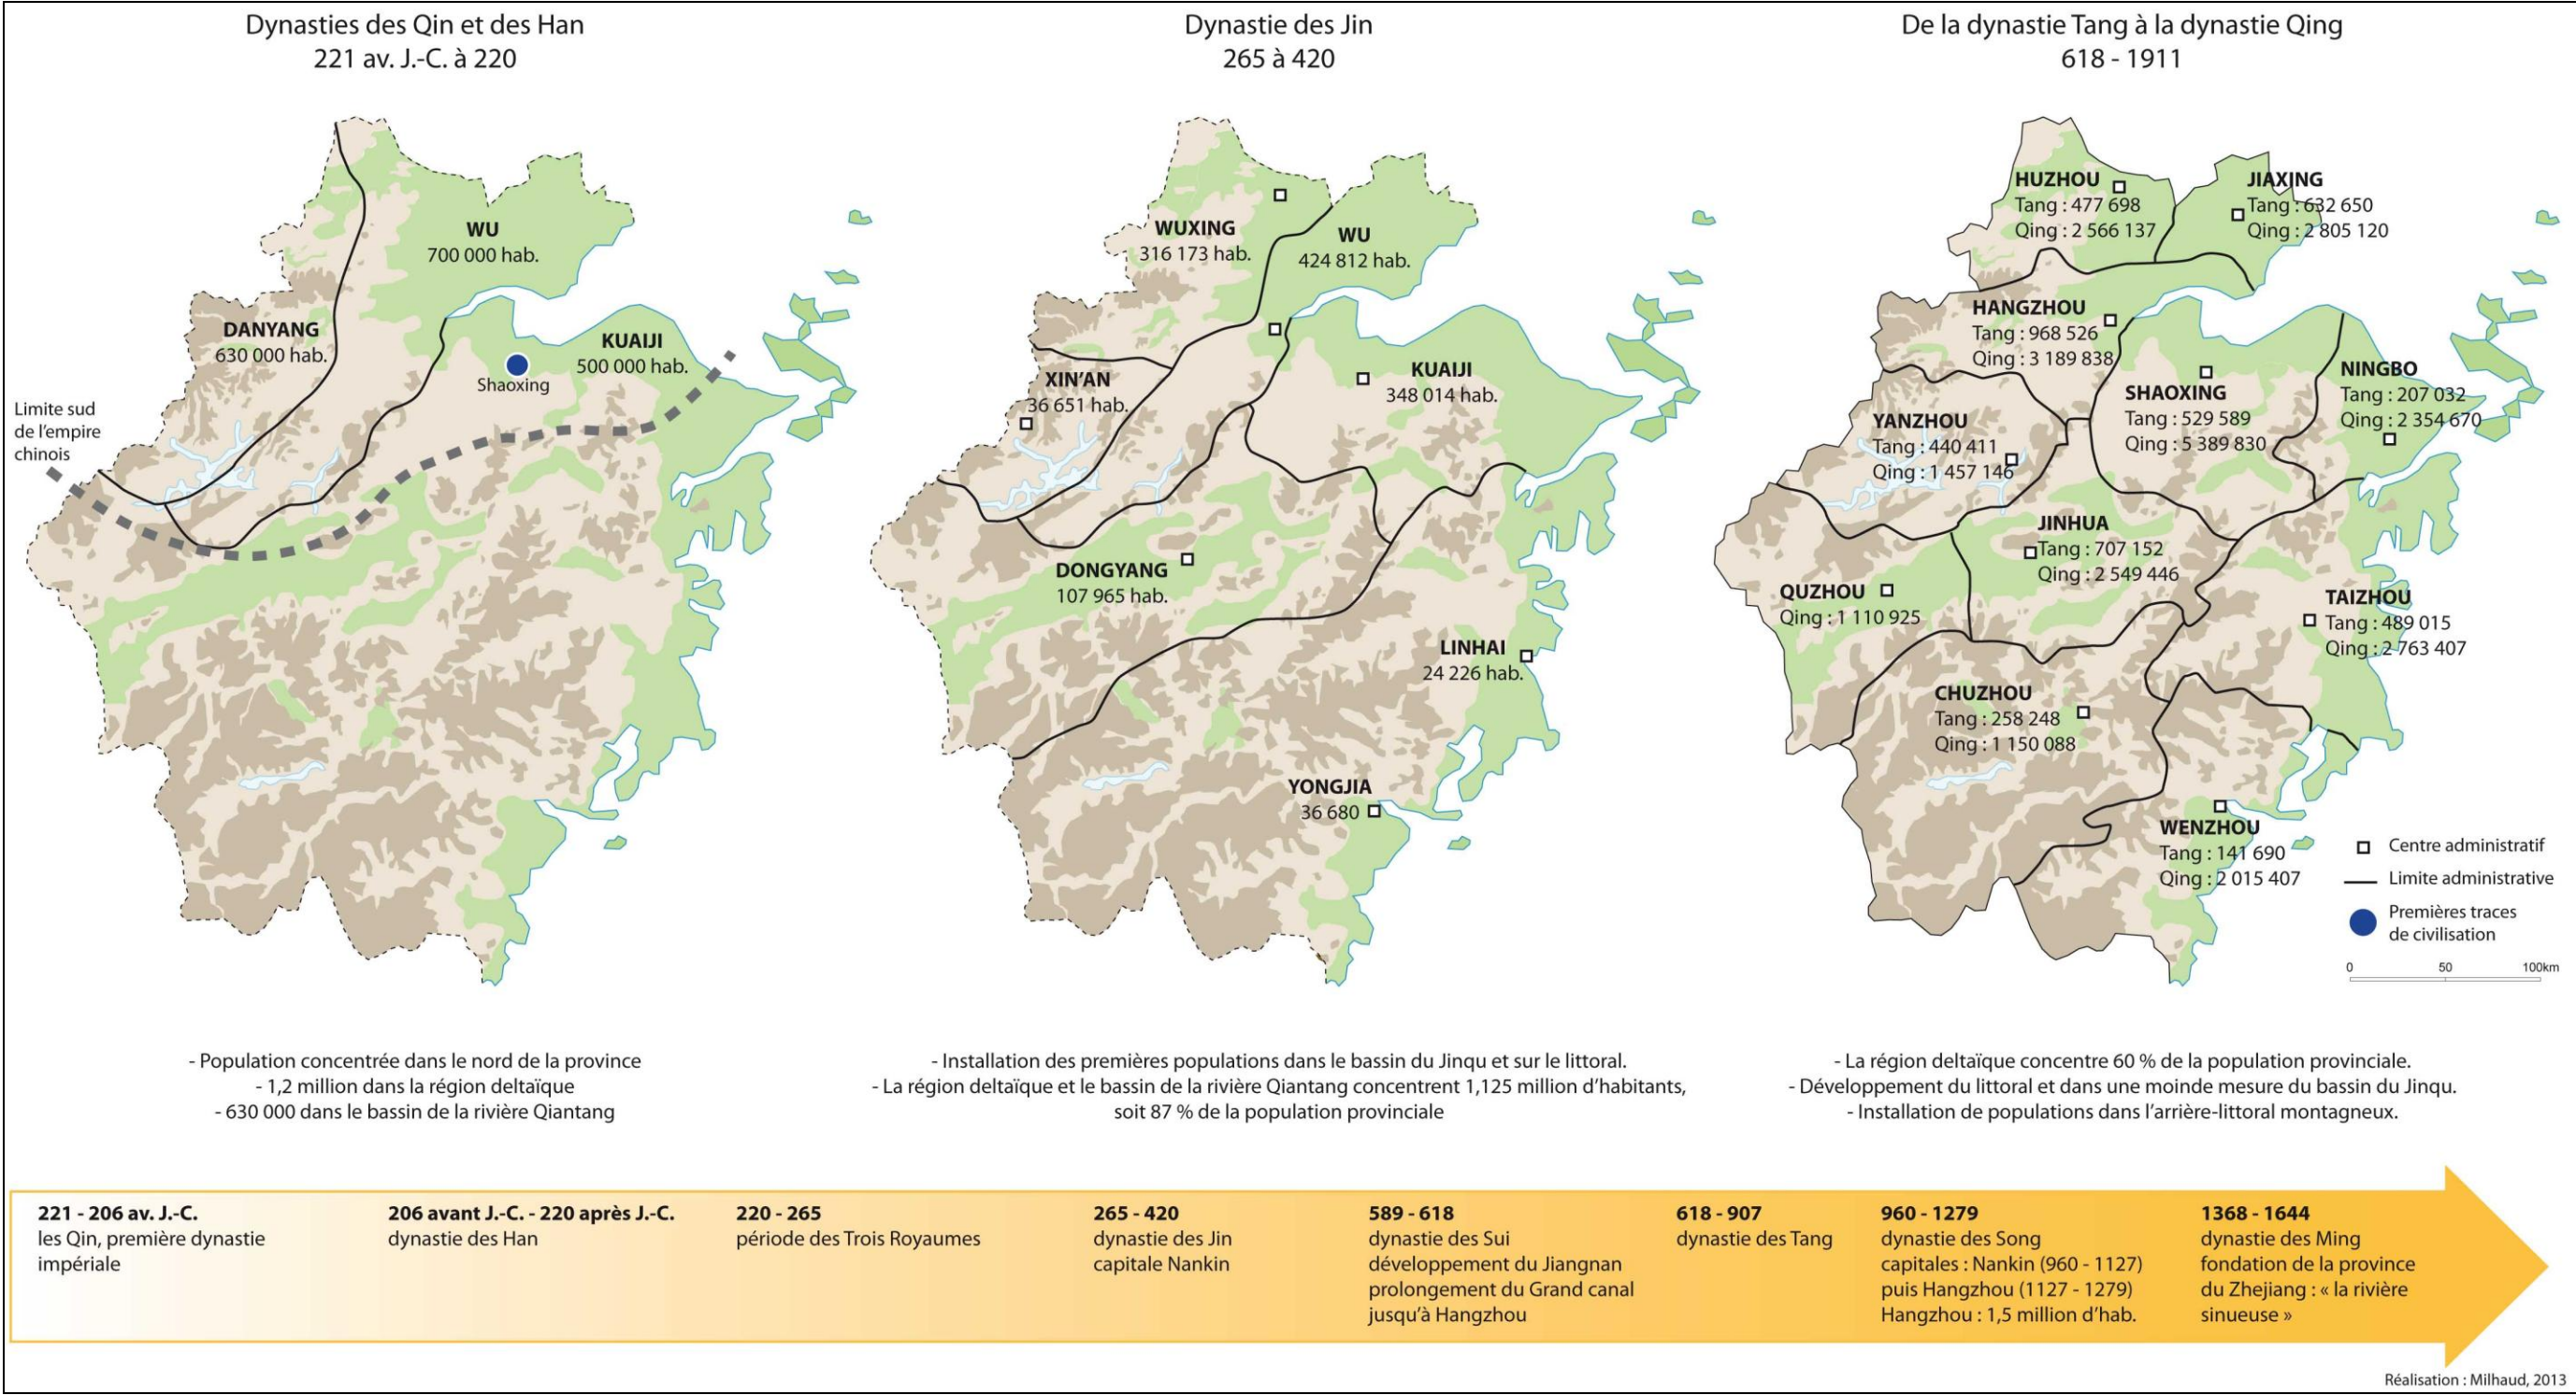 Dynasties des Qin et des Han
221 av. J.-C. à 220
DANYANG
630 000 hab.
WU
700 000 hab.
KUAIJI
500 000 hab.
Shaoxing
Limite sud
de l'empire
chinois
- Population concentrée dans le nord de la province
- 1,2 million dans la région deltaïque
- 630 000 dans le bassin de la rivière Qiantang
Dynastie des Jin
265 à 420
WUXING
316 173 hab.
WU
424 812 hab.
XIN'AN
36 651 hab.
KUAIJI
348 014 hab.
DONGYANG
107 965 hab.
LINHAI
24 226 hab.
YONGJIA
36 680
- Installation des premières populations dans le bassin du Jinqu et sur le littoral.
- La région deltaïque et le bassin de la rivière Qiantang concentrent 1,125 million d'habitants,
soit 87 % de la population provinciale
De la dynastie Tang à la dynastie Qing
618 - 1911
HUZHOU
Tang : 477 698
Qing : 2 566 137
JIAXING
Tang : 632 650
Qing : 2 805 120
HANGZHOU
Tang : 968 526
Qing : 3 189 838
NINGBO
Tang : 207 032
Qing : 2 354 670
SHAOXING
Tang : 529 589
Qing : 5 389 830
YANZHOU
Tang : 440 411
Qing : 1 457 146
JINHUA
Tang : 707 152
Qing : 2 549 446
QUZHOU
Qing : 1 110 925
TAIZHOU
Tang : 489 015
Qing : 2 763 407
CHUZHOU
Tang : 258 248
Qing : 1 150 088
WENZHOU
Tang : 141 690
Qing : 2 015 407
Centre administratif
Limite administrative
Premières traces
de civilisation
0 50 100km
- La région deltaïque concentre 60 % de la population provinciale.
- Développement du littoral et dans une moinde mesure du bassin du Jinqu.
- Installation de populations dans l'arrière-littoral montagneux.
221 - 206 av. J.-C.
les Qin, première dynastie
impériale
206 avant J.-C. - 220 après J.-C.
dynastie des Han
220 - 265
période des Trois Royaumes
265 - 420
dynastie des Jin
capitale Nankin
589 - 618
dynastie des Sui
développement du Jiangnan
prolongement du Grand canal
jusqu'à Hangzhou
618 - 907
dynastie des Tang
960 - 1279
dynastie des Song
capitales : Nankin (960 - 1127)
puis Hangzhou (1127 - 1279)
Hangzhou : 1,5 million d'hab.
1368 - 1644
dynastie des Ming
fondation de la province
du Zhejiang : « la rivière
sinueuse »
Réalisation : Milhaud, 2013